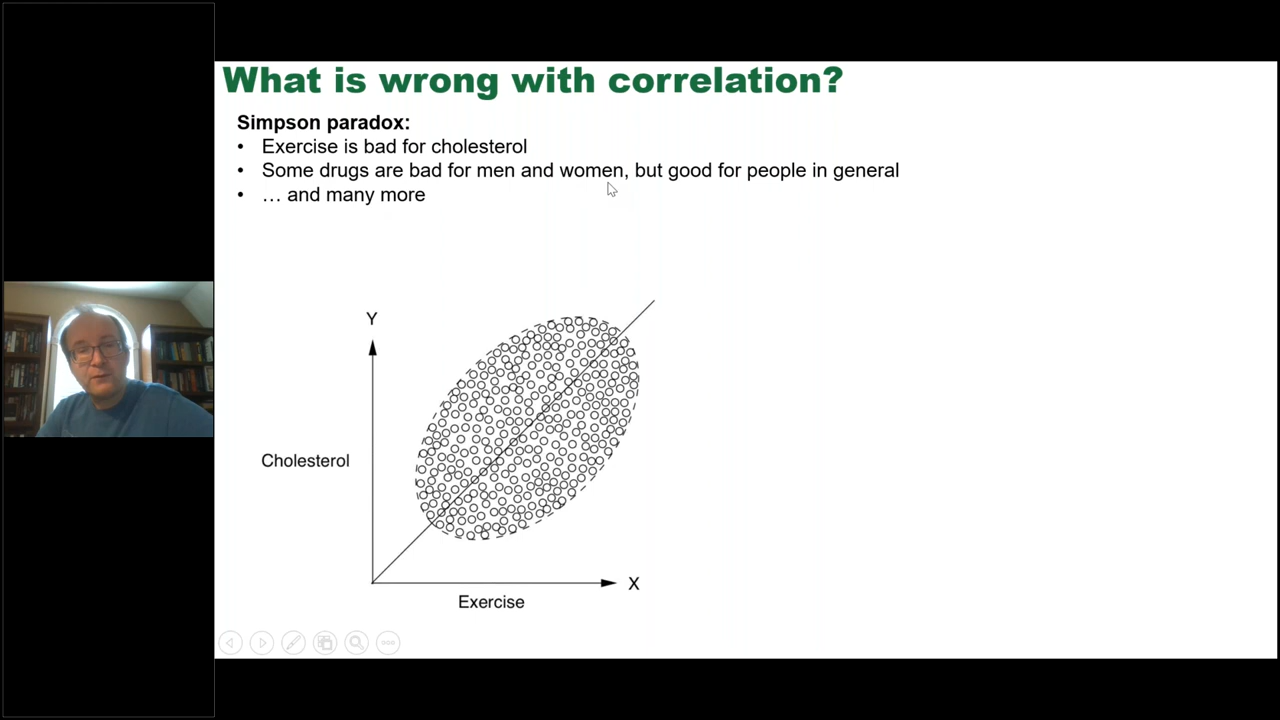 What is wrong with correlation?
Simpson paradox:
• Exercise is bad for cholesterol
• Some drugs are bad for men and women, but good for people in general
• … and many more
Y
Cholesterol
X
Exercise